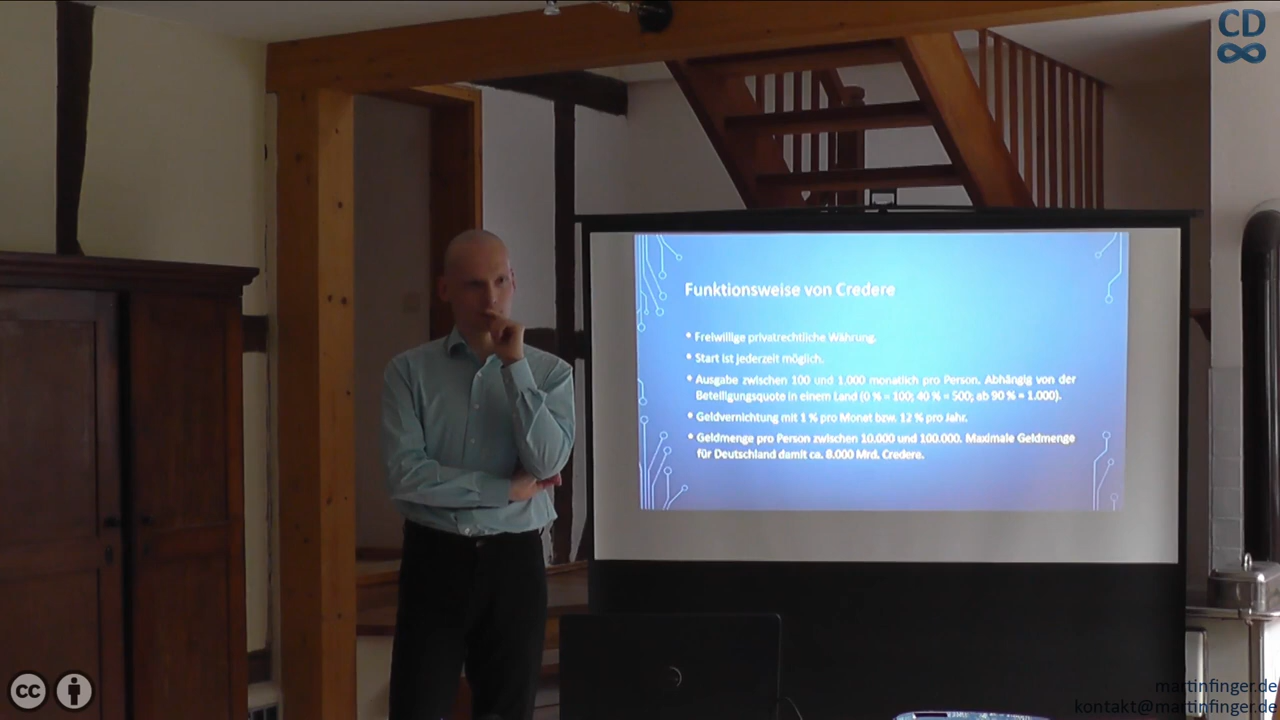 CD
Funktionsweise von Credere
• Freiwillige privatrechtliche Währung.
• Start ist jederzeit möglich.
• Ausgabe zwischen 100 und 1.000 monatlich pro Person. Abhängig von der
Beteiligungsquote in einem Land (0 % = 100; 40 % = 500; ab 90 % = 1.000).
• Geldvernichtung mit 1 % pro Monat bzw. 12 % pro Jahr.
• Geldmenge pro Person zwischen 10.000 und 100.000. Maximale Geldmenge
für Deutschland damit ca. 8.000 Mrd. Credere.
cc
martinfinger.de
kontakt@martinfinger.de